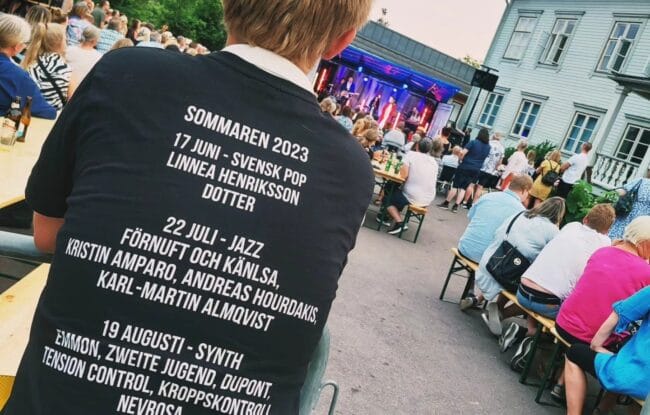 SOMMAREN 2023
17 JUNI - SVENSK POP
LINNEA HENRIKSSON
DOTTER
22 JULI - JAZZ
FÖRNUFT OCH KÄNLSA,
KRISTIN AMPARO, ANDREAS HOURDAKIS,
KARL-MARTIN ALMQVIST
19 AUGUSTI - SYNTH
EMMON, ZWEITE JUGEND, DUPONT,
TENSION CONTROL, KROPPSKONTROLL
NEVROSA